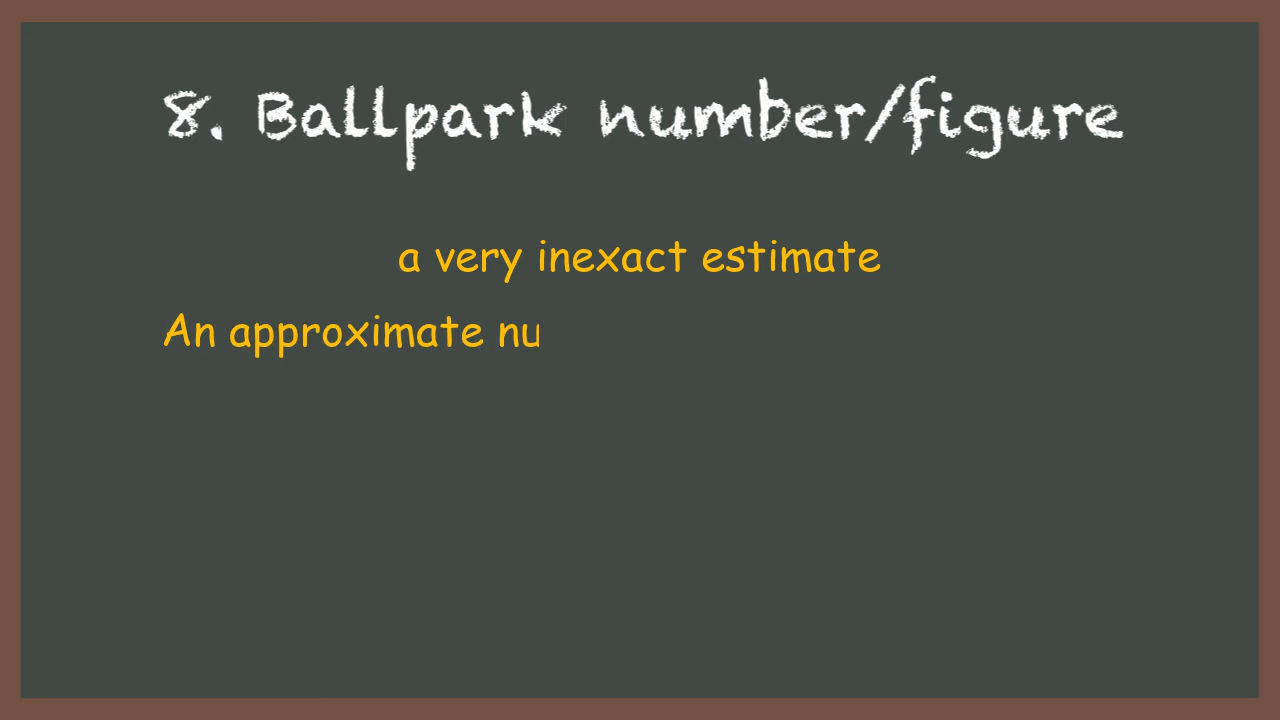 8. Ballpark number/figure
a very inexact estimate
An approximate nu